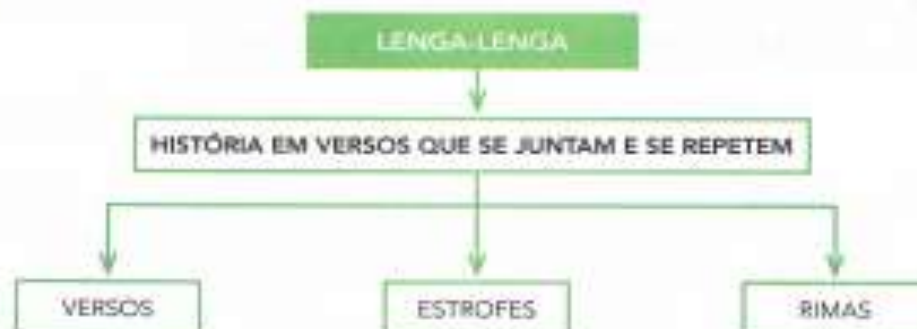 LENGA-LENGA
HISTÓRIA EM VERSOS QUE SE JUNTAM E SE REPETEM
VERSOS
ESTROFES
RIMAS